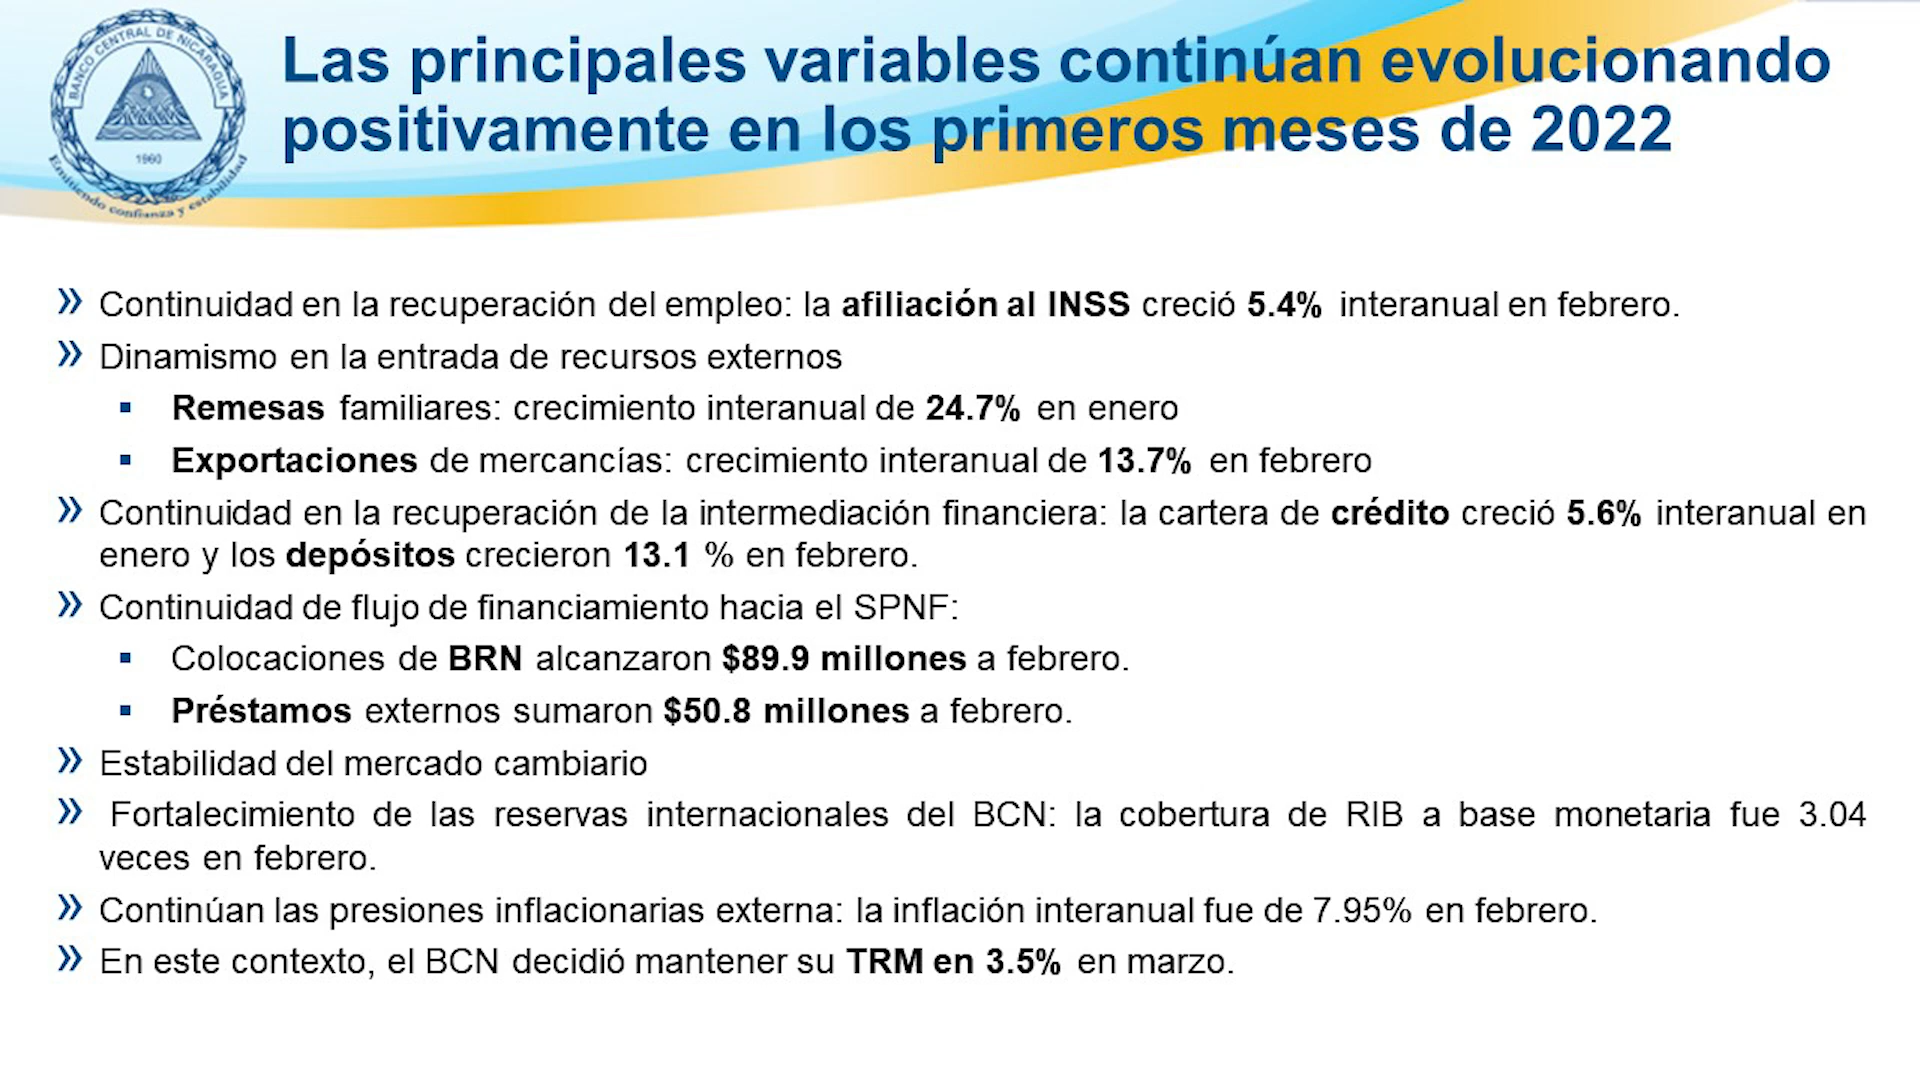 BANCO CENTRAL DE NICARAGUA
1960
Emitiendo confianza y estabilidad
Las principales variables continúan evolucionando
positivamente en los primeros meses de 2022
» Continuidad en la recuperación del empleo: la afiliación al INSS creció 5.4% interanual en febrero.
» Dinamismo en la entrada de recursos externos
▪ Remesas familiares: crecimiento interanual de 24.7% en enero
▪ Exportaciones de mercancías: crecimiento interanual de 13.7% en febrero
» Continuidad en la recuperación de la intermediación financiera: la cartera de crédito creció 5.6% interanual en
enero y los depósitos crecieron 13.1 % en febrero.
» Continuidad de flujo de financiamiento hacia el SPNF:
▪ Colocaciones de BRN alcanzaron $89.9 millones a febrero.
▪ Préstamos externos sumaron $50.8 millones a febrero.
» Estabilidad del mercado cambiario
» Fortalecimiento de las reservas internacionales del BCN: la cobertura de RIB a base monetaria fue 3.04
veces en febrero.
» Continúan las presiones inflacionarias externa: la inflación interanual fue de 7.95% en febrero.
» En este contexto, el BCN decidió mantener su TRM en 3.5% en marzo.